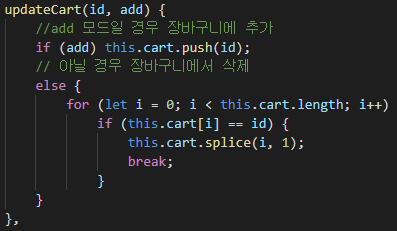 updateCart(id, add) {
//add 모드일 경우 장바구니에 추가
if (add) this.cart.push(id);
// 아닐 경우 장바구니에서 삭제
else {
for (let i = 0; i < this.cart.length; i++)
if (this.cart[i] == id) {
this.cart.splice(i, 1);
break;
}
}
},